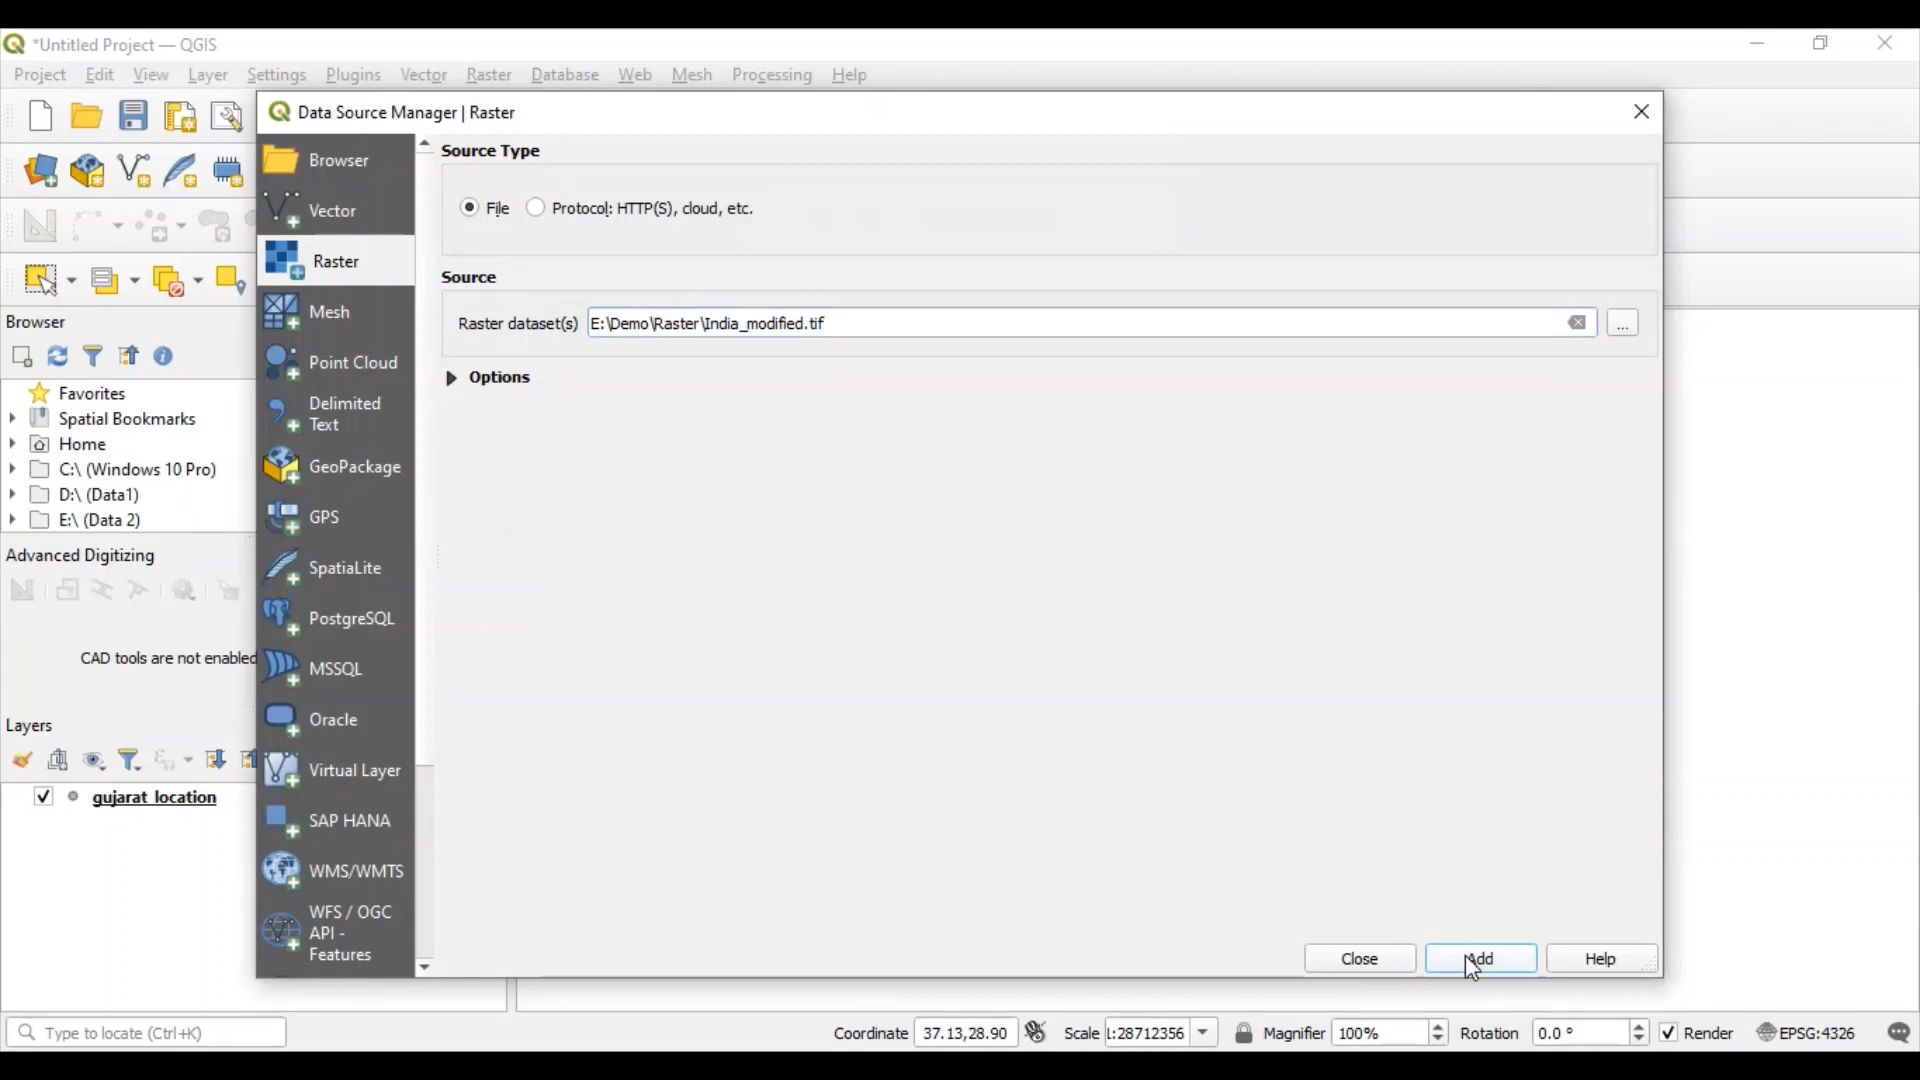 *Untitled Project — QGIS
Project Edit View Layer Settings Plugins Vector Raster Database Web Mesh Processing Help
Data Source Manager | Raster
Browser
Vector
Raster
Mesh
Point Cloud
Delimited
Text
GeoPackage
GPS
SpatiaLite
PostgreSQL
MSSQL
Oracle
Virtual Layer
SAP HANA
WMS/WMTS
WFS / OGC
API -
Features
Source Type
File Protocol: HTTP(S), cloud, etc.
Source
Raster dataset(s) E:\Demo\Raster\India_modified.tif ...
Options
Close Add Help
Browser
Favorites
Spatial Bookmarks
Home
C:\ (Windows 10 Pro)
D:\ (Data1)
E:\ (Data 2)
Advanced Digitizing
CAD tools are not enabled
Layers
gujarat location
Type to locate (Ctrl+K) Coordinate 37.13,28.90 Scale 1:28712356 Magnifier 100% Rotation 0.0 ° Render EPSG:4326